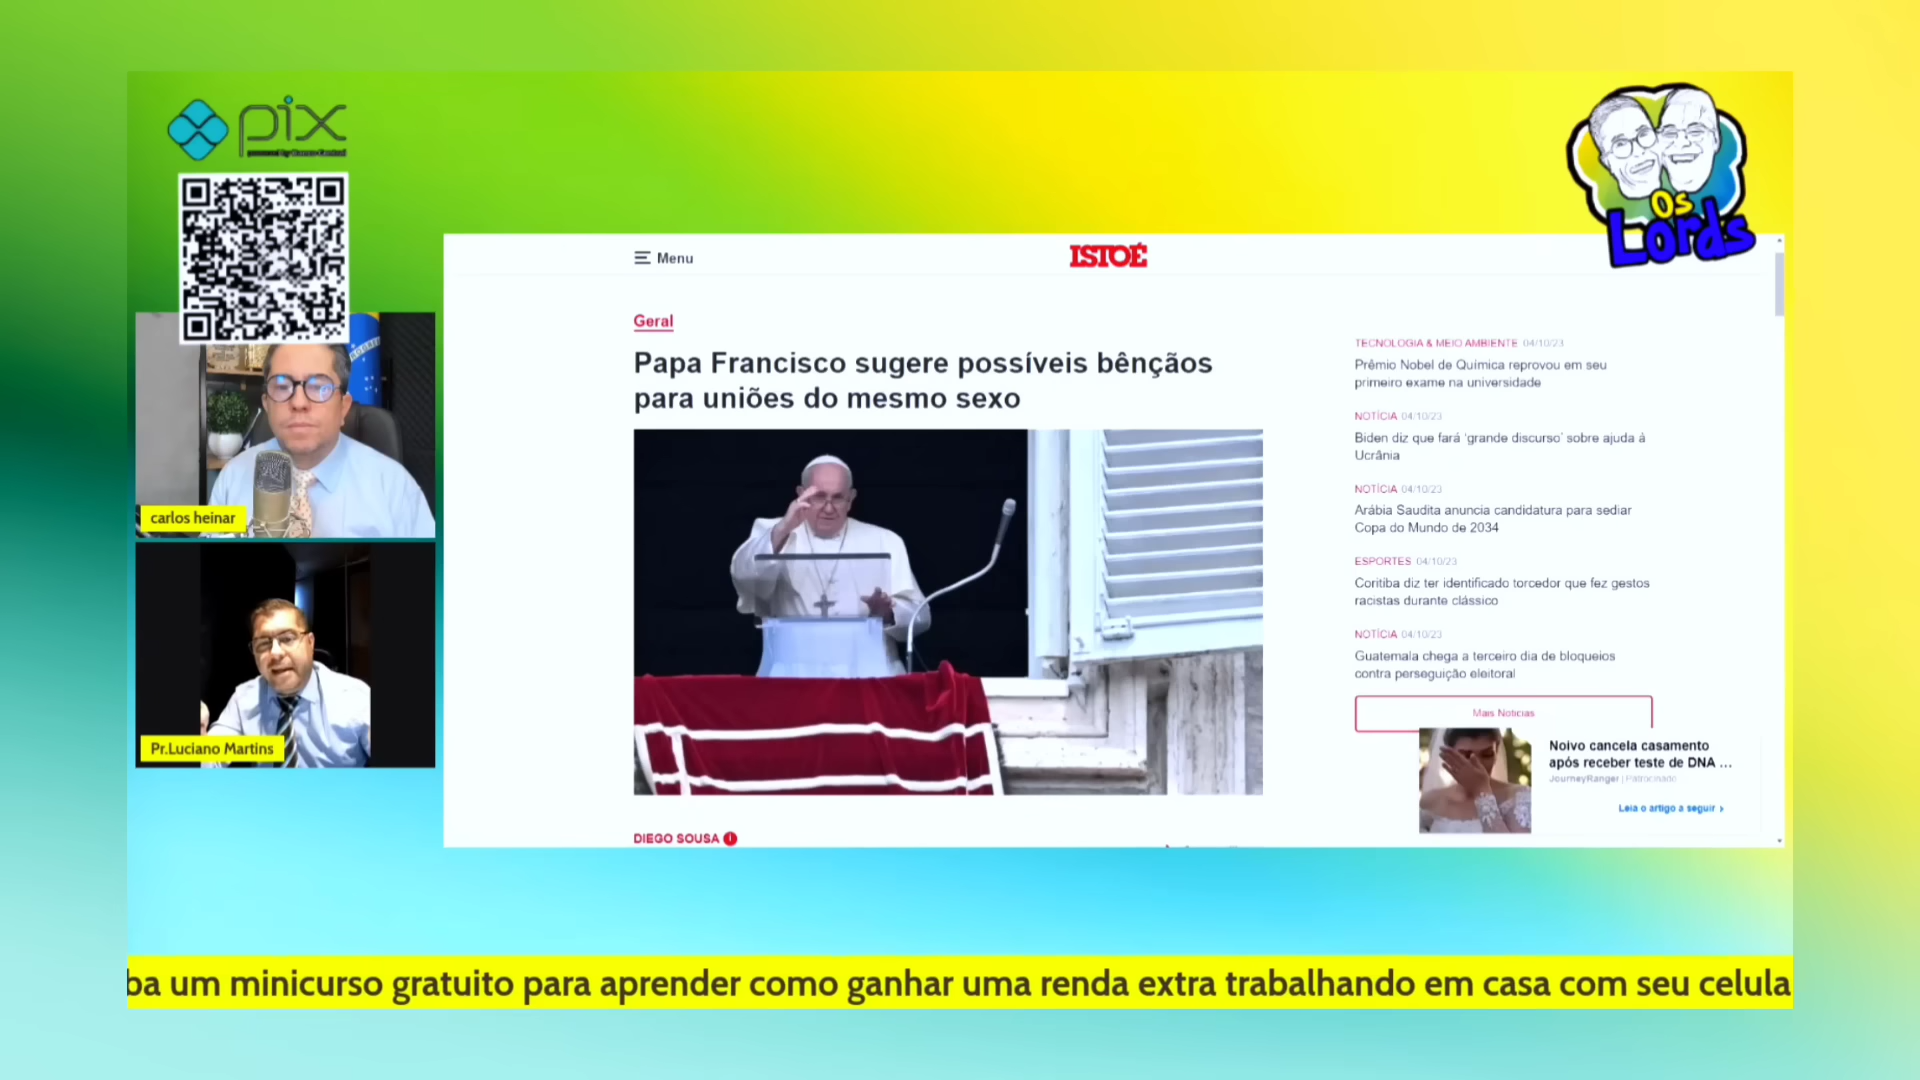 pix
powered by Banco Central
Os
Lords
Menu
ISTOÉ
Geral
Papa Francisco sugere possíveis bênçãos
para uniões do mesmo sexo
carlos heinar
Pr.Luciano Martins
DIEGO SOUSA
TECNOLOGIA & MEIO AMBIENTE 04/10/23
Prêmio Nobel de Química reprovou em seu
primeiro exame na universidade
NOTÍCIA 04/10/23
Biden diz que fará ‘grande discurso’ sobre ajuda à
Ucrânia
NOTÍCIA 04/10/23
Arábia Saudita anuncia candidatura para sediar
Copa do Mundo de 2034
ESPORTES 04/10/23
Coritiba diz ter identificado torcedor que fez gestos
racistas durante clássico
NOTÍCIA 04/10/23
Guatemala chega a terceiro dia de bloqueios
contra perseguição eleitoral
Mais Notícias
Noivo cancela casamento
após receber teste de DNA ...
JourneyRanger | Patrocinado
Leia o artigo a seguir ›
ba um minicurso gratuito para aprender como ganhar uma renda extra trabalhando em casa com seu celula